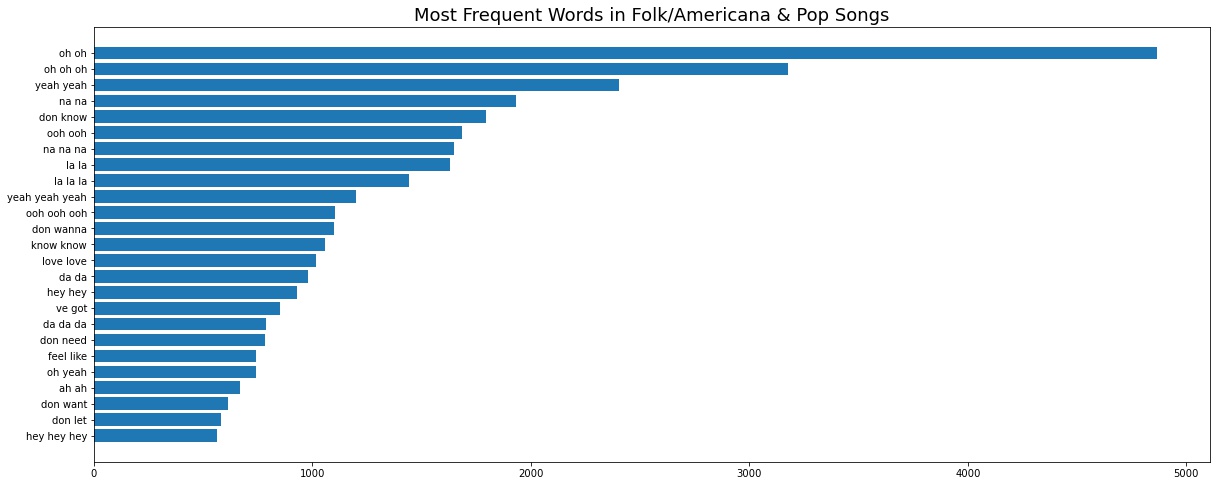 Most Frequent Words in Folk/Americana & Pop Songs
oh oh
oh oh oh
yeah yeah
na na
don know
ooh ooh
na na na
la la
la la la
yeah yeah yeah
ooh ooh ooh
don wanna
know know
love love
da da
hey hey
ve got
da da da
don need
feel like
oh yeah
ah ah
don want
don let
hey hey hey
0 1000 2000 3000 4000 5000